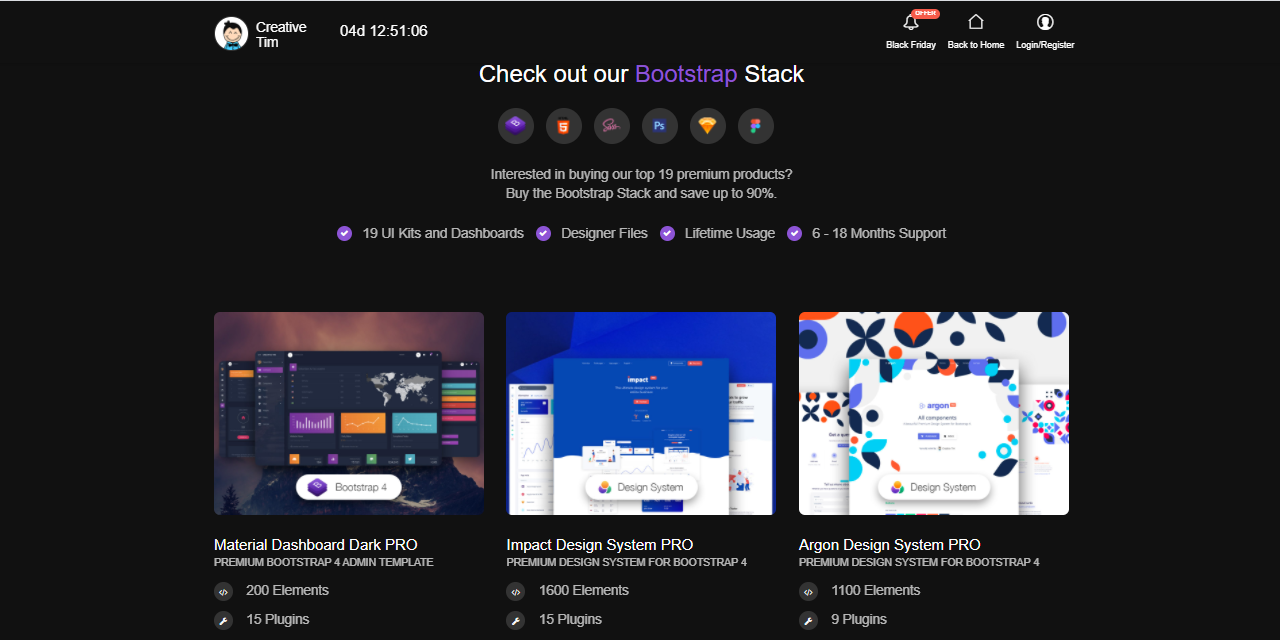 Creative
Tim
04d 12:51:06
OFFER
Black Friday
Back to Home
Login/Register
Check out our Bootstrap Stack
Ps
Interested in buying our top 19 premium products?
Buy the Bootstrap Stack and save up to 90%.
19 UI Kits and Dashboards
Designer Files
Lifetime Usage
6 - 18 Months Support
Bootstrap 4
impact
Design System
argon
All components
Design System
Material Dashboard Dark PRO
PREMIUM BOOTSTRAP 4 ADMIN TEMPLATE
200 Elements
15 Plugins
Impact Design System PRO
PREMIUM DESIGN SYSTEM FOR BOOTSTRAP 4
1600 Elements
15 Plugins
Argon Design System PRO
PREMIUM DESIGN SYSTEM FOR BOOTSTRAP 4
1100 Elements
9 Plugins